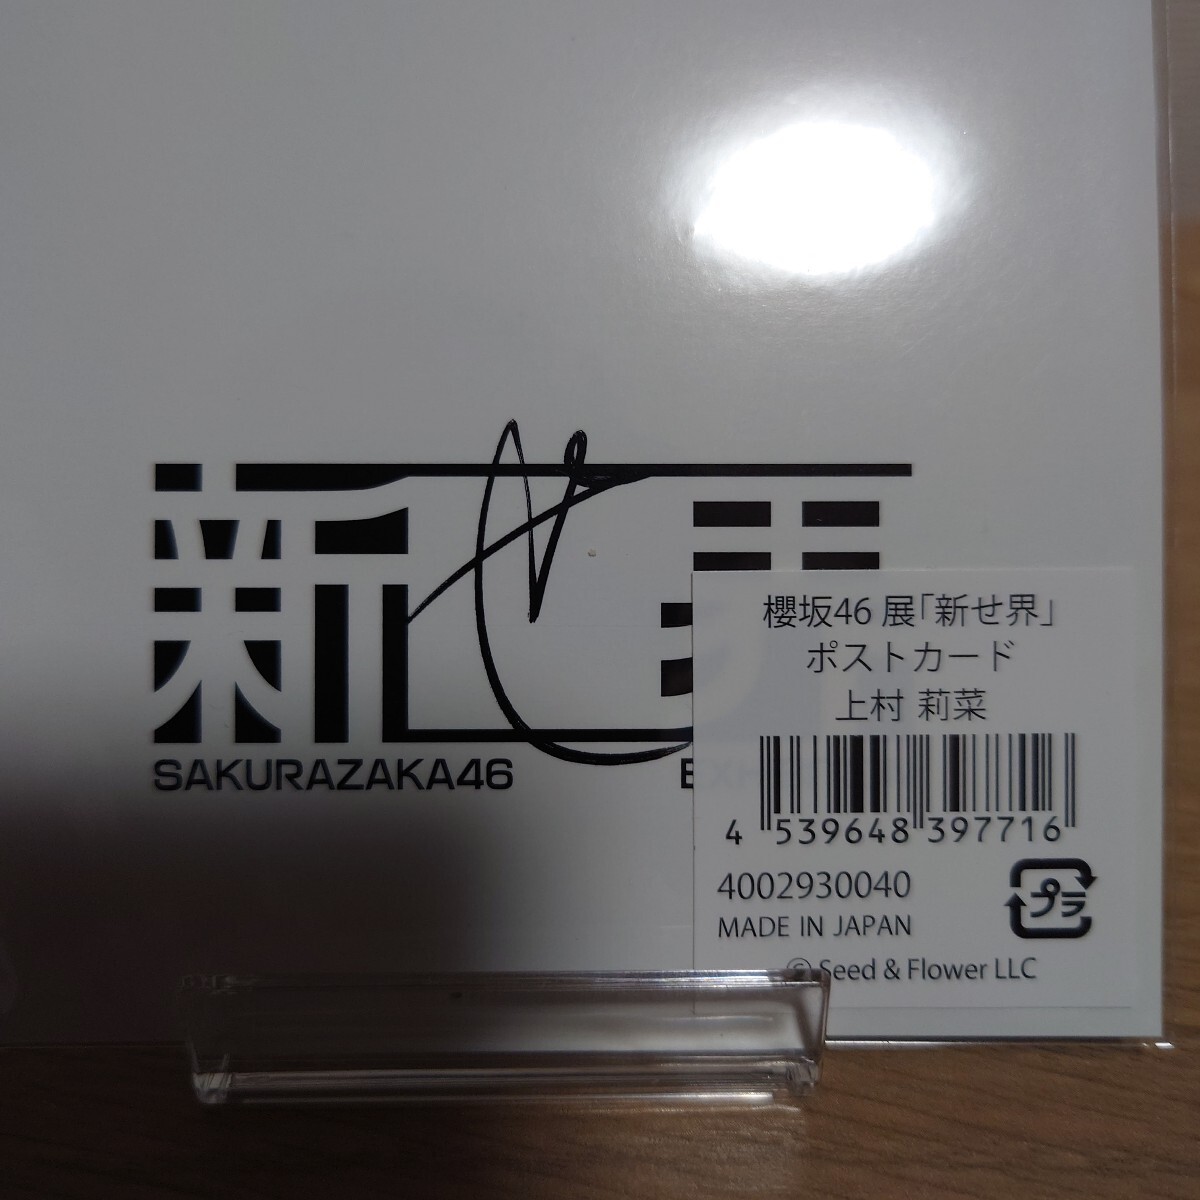 新せ界
SAKURAZAKA46
櫻坂46 展「新せ界」
ポストカード
上村 莉菜
4 539648 397716
4002930040
MADE IN JAPAN
プラ
© Seed & Flower LLC